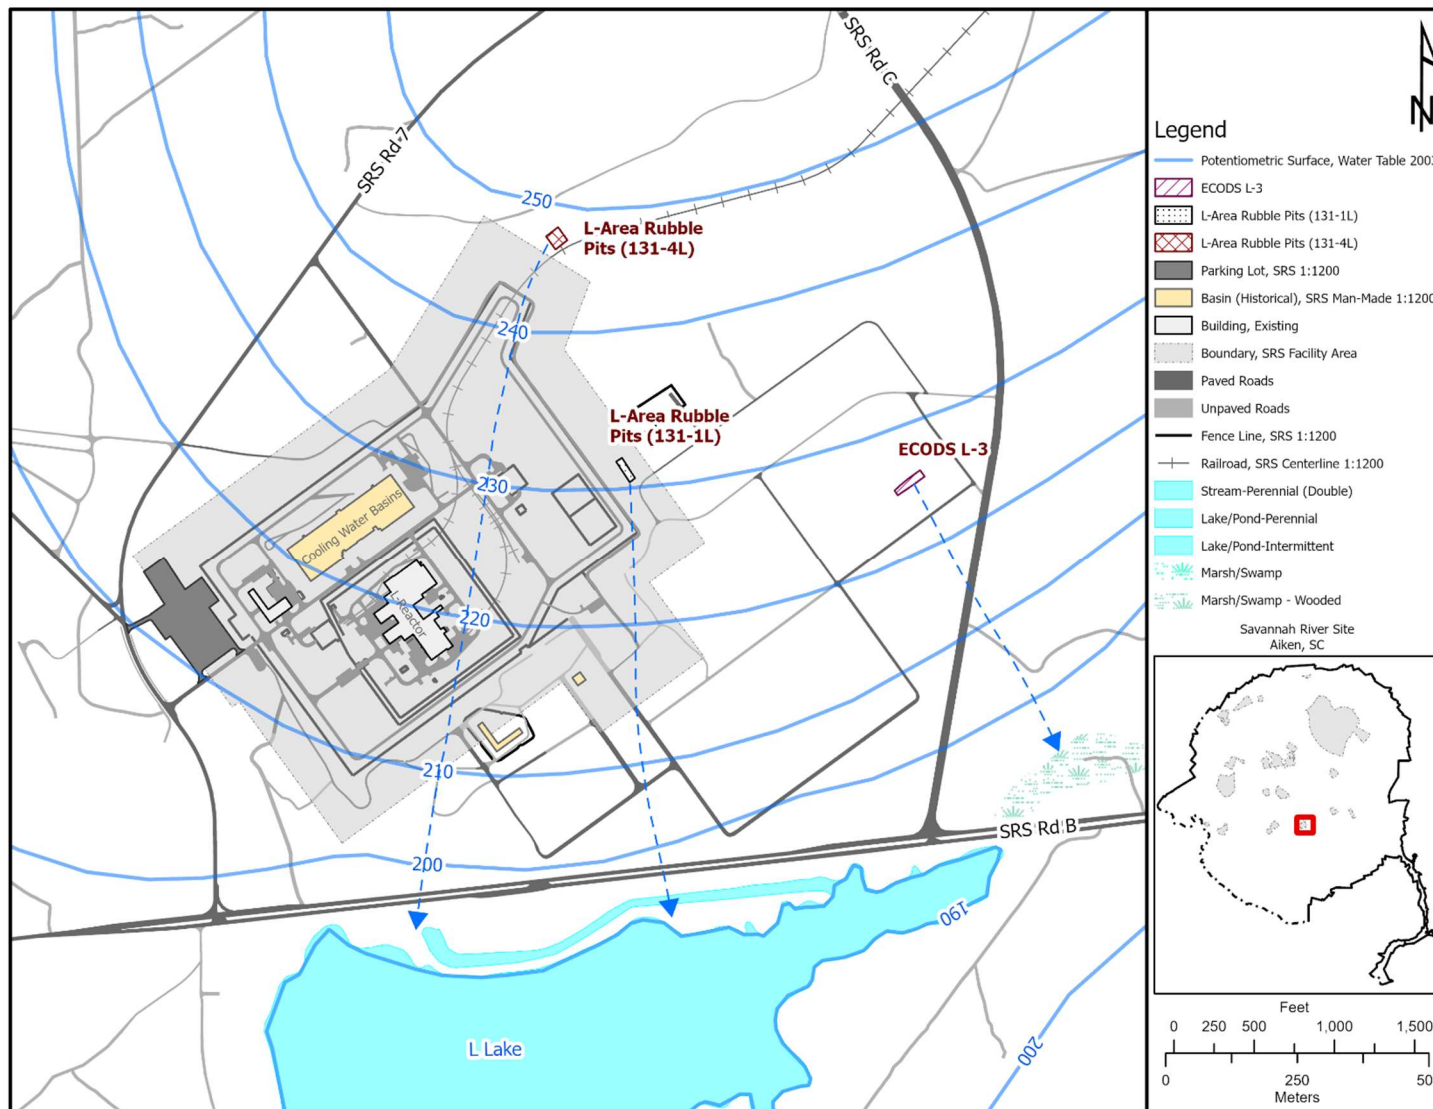 SRS Rd C
SRS Rd 7
250
L-Area Rubble
Pits (131-4L)
240
L-Area Rubble
Pits (131-1L)
ECODS L-3
230
Cooling Water Basins
L-Reactor
220
210
200
SRS Rd B
190
L Lake
200
N
Legend
Potentiometric Surface, Water Table 2003
ECODS L-3
L-Area Rubble Pits (131-1L)
L-Area Rubble Pits (131-4L)
Parking Lot, SRS 1:1200
Basin (Historical), SRS Man-Made 1:1200
Building, Existing
Boundary, SRS Facility Area
Paved Roads
Unpaved Roads
Fence Line, SRS 1:1200
Railroad, SRS Centerline 1:1200
Stream-Perennial (Double)
Lake/Pond-Perennial
Lake/Pond-Intermittent
Marsh/Swamp
Marsh/Swamp - Wooded
Savannah River Site
Aiken, SC
Feet
0 250 500 1,000 1,500
0 250 50
Meters